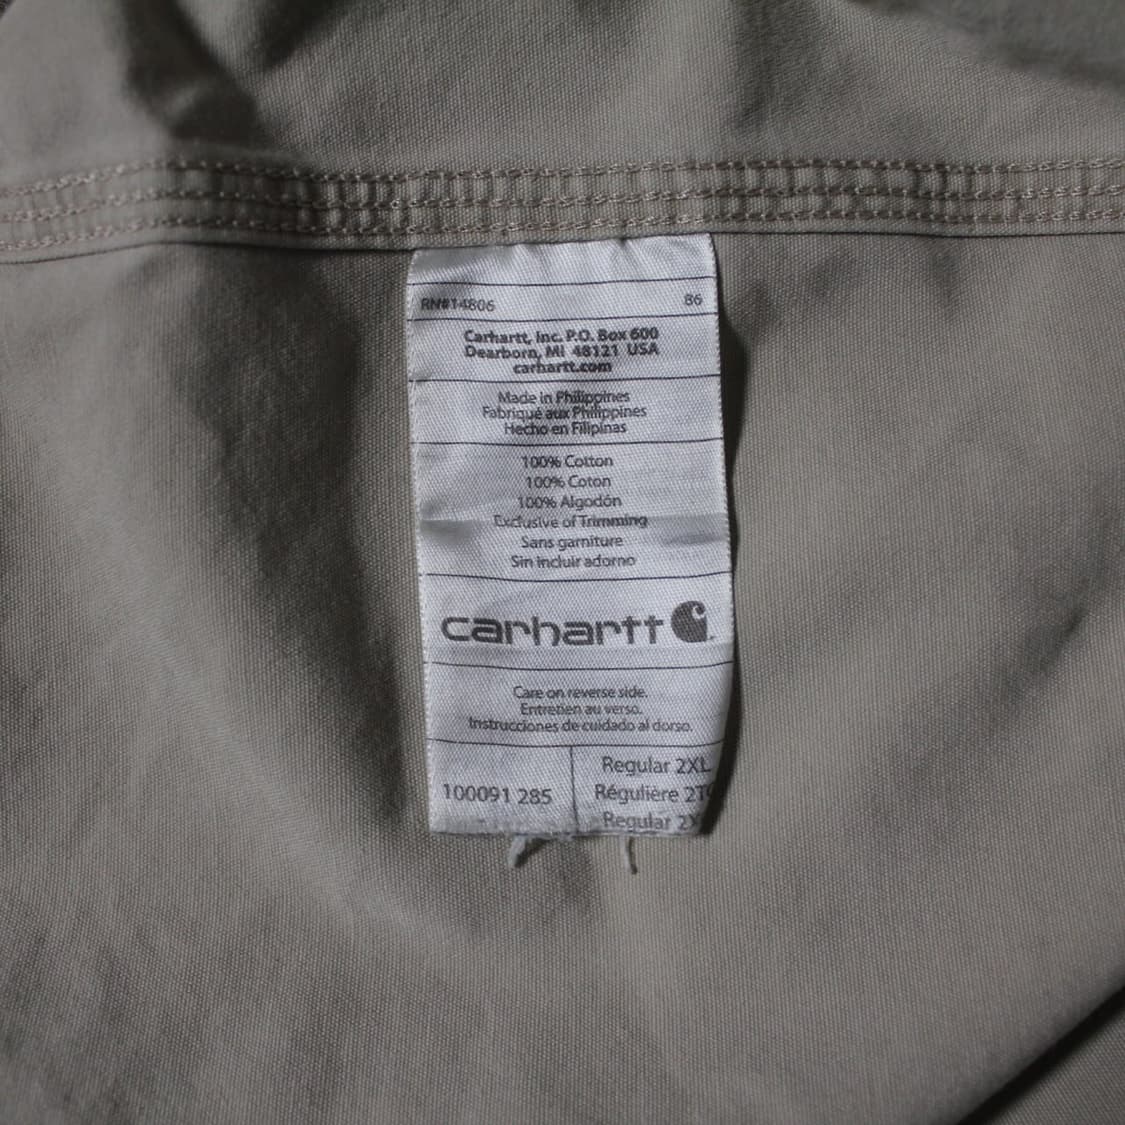 RN#14806 86
Carhartt, Inc. P.O. Box 600
Dearborn, MI 48121 USA
carhartt.com
Made in Philippines
Fabriqué aux Philippines
Hecho en Filipinas
100% Cotton
100% Coton
100% Algodón
Exclusive of Trimming
Sans garniture
Sin incluir adorno
carhartt
Care on reverse side.
Entretien au verso.
Instrucciones de cuidado al dorso.
Regular 2XL
100091 285 Régulière
Regular